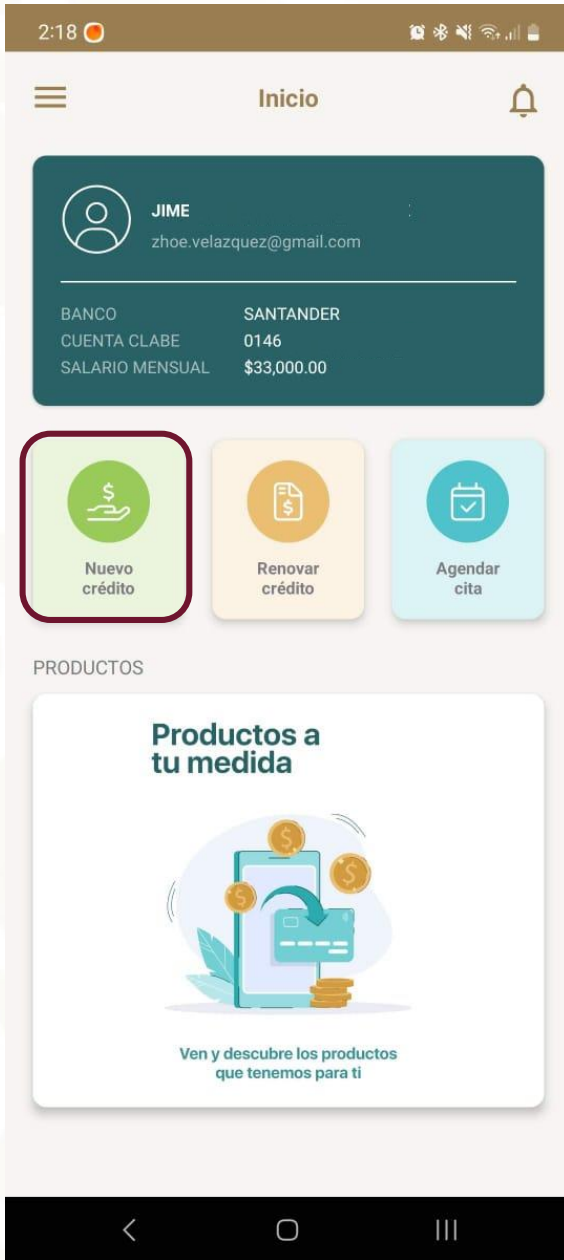 2:18
Inicio
JIME
zhoe.velazquez@gmail.com
BANCO SANTANDER
CUENTA CLABE 0146
SALARIO MENSUAL $33,000.00
Nuevo
crédito
Renovar
crédito
Agendar
cita
PRODUCTOS
Productos a
tu medida
Ven y descubre los productos
que tenemos para ti